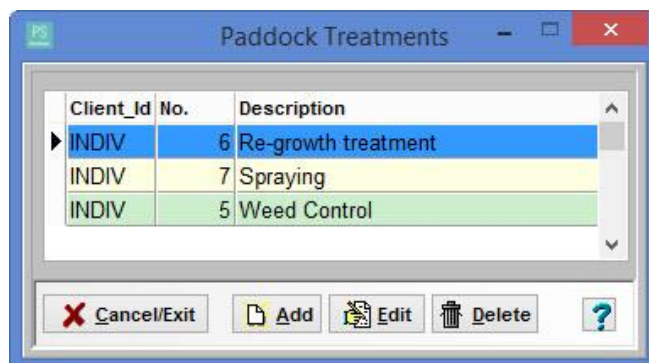 PS Paddock Treatments
Client_Id No. Description
INDIV 6 Re-growth treatment
INDIV 7 Spraying
INDIV 5 Weed Control
Cancel/Exit Add Edit Delete ?